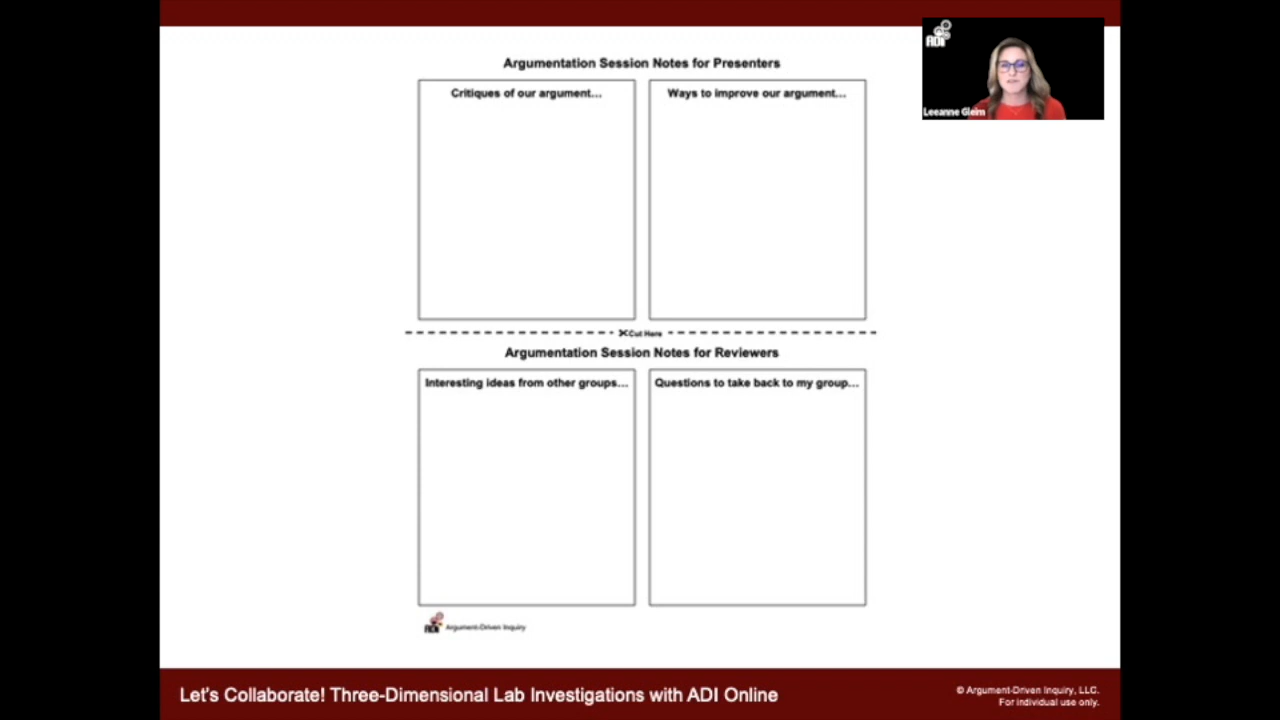 ADI
Leeanne Gleim
Argumentation Session Notes for Presenters
Critiques of our argument...
Ways to improve our argument...
Cut Here
Argumentation Session Notes for Reviewers
Interesting ideas from other groups...
Questions to take back to my group...
ADI Argument-Driven Inquiry
Let's Collaborate! Three-Dimensional Lab Investigations with ADI Online
© Argument-Driven Inquiry, LLC.
For individual use only.